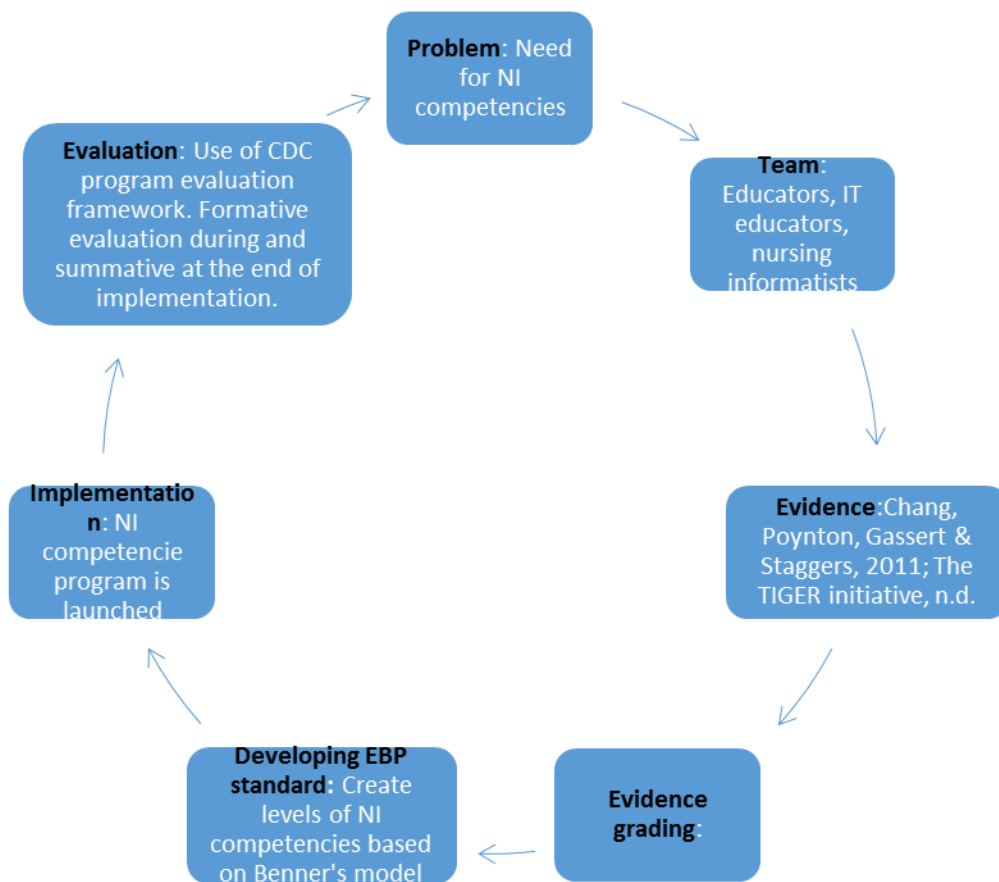 Problem: Need
for NI
competencies
Team:
Educators, IT
educators,
nursing
informatists
Evidence:Chang,
Poynton, Gassert &
Staggers, 2011; The
TIGER initiative, n.d.
Evidence
grading:
Developing EBP
standard: Create
levels of NI
competencies based
on Benner's model
Implementatio
n: NI
competencie
program is
launched
Evaluation: Use of CDC
program evaluation
framework. Formative
evaluation during and
summative at the end of
implementation.